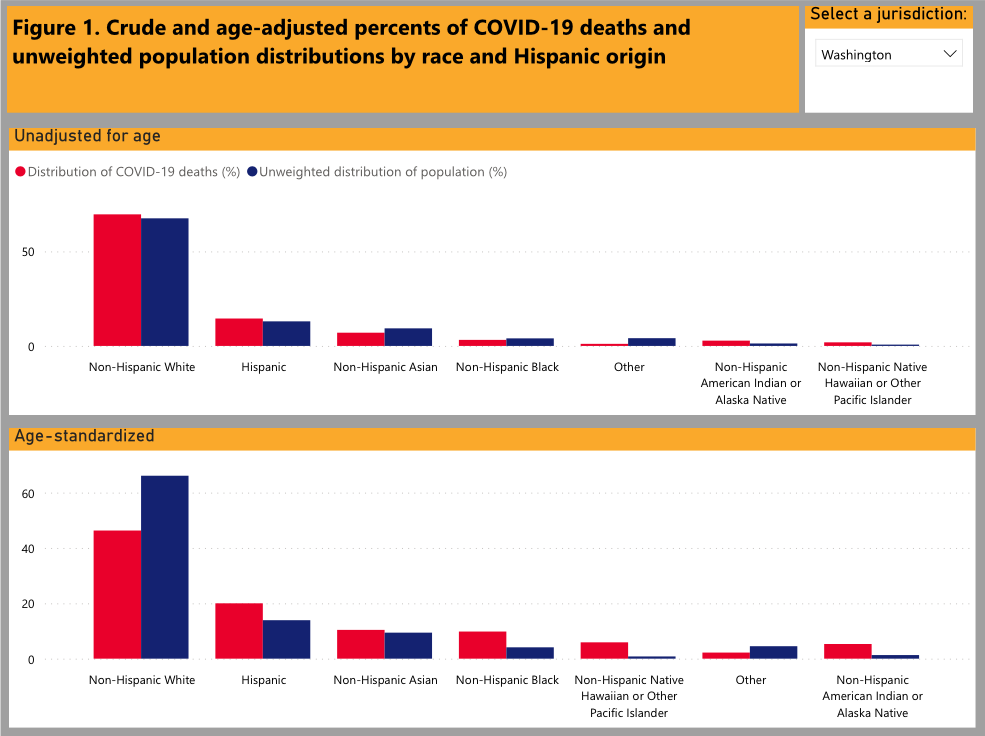 Figure 1. Crude and age-adjusted percents of COVID-19 deaths and
unweighted population distributions by race and Hispanic origin
Select a jurisdiction:
Washington
Unadjusted for age
Distribution of COVID-19 deaths (%) Unweighted distribution of population (%)
50
0
Non-Hispanic White Hispanic Non-Hispanic Asian Non-Hispanic Black Other Non-Hispanic Non-Hispanic Native
American Indian or Hawaiian or Other
Alaska Native Pacific Islander
Age-standardized
60
40
20
0
Non-Hispanic White Hispanic Non-Hispanic Asian Non-Hispanic Black Non-Hispanic Native Other Non-Hispanic
Hawaiian or Other American Indian or
Pacific Islander Alaska Native